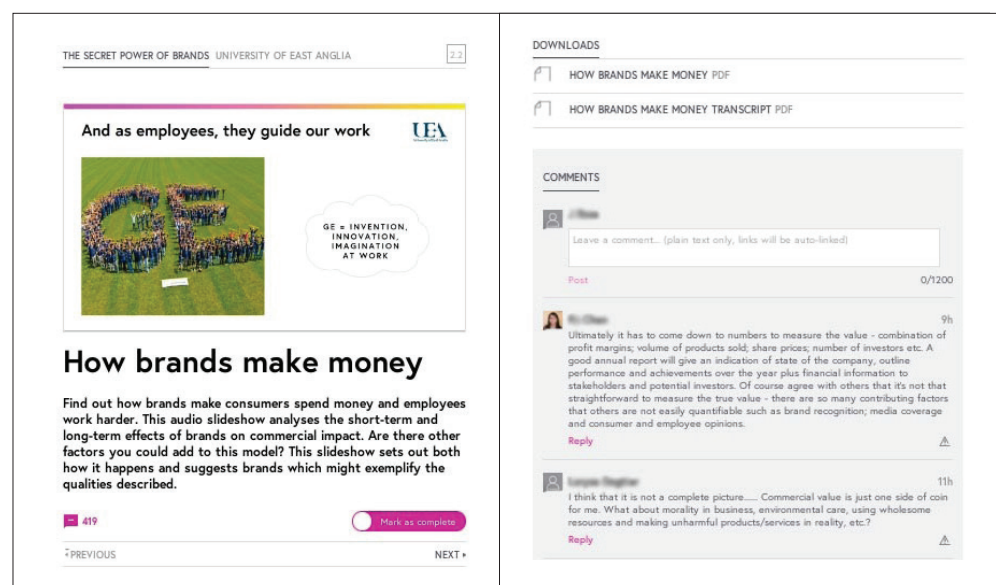 THE SECRET POWER OF BRANDS UNIVERSITY OF EAST ANGLIA 2.2
And as employees, they guide our work
UEA
GE
GE = INVENTION,
INNOVATION,
IMAGINATION
AT WORK
How brands make money
Find out how brands make consumers spend money and employees
work harder. This audio slideshow analyses the short-term and
long-term effects of brands on commercial impact. Are there other
factors you could add to this model? This slideshow sets out both
how it happens and suggests brands which might exemplify the
qualities described.
419 Mark as complete
PREVIOUS NEXT
DOWNLOADS
HOW BRANDS MAKE MONEY PDF
HOW BRANDS MAKE MONEY TRANSCRIPT PDF
COMMENTS
Leave a comment... (plain text only, links will be auto-linked)
Post 0/1200
9h
Ultimately it has to come down to numbers to measure the value - combination of
profit margins; volume of products sold; share prices; number of investors etc. A
good annual report will give an indication of state of the company, outline
performance and achievements over the year plus financial information to
stakeholders and potential investors. Of course agree with others that it's not that
straightforward to measure the true value - there are so many contributing factors
that others are not easily quantifiable such as brand recognition; media coverage
and consumer and employee opinions.
Reply
11h
I think that it is not a complete picture..... Commercial value is just one side of coin
for me. What about morality in business, environmental care, using wholesome
resources and making unharmful products/services in reality, etc.?
Reply